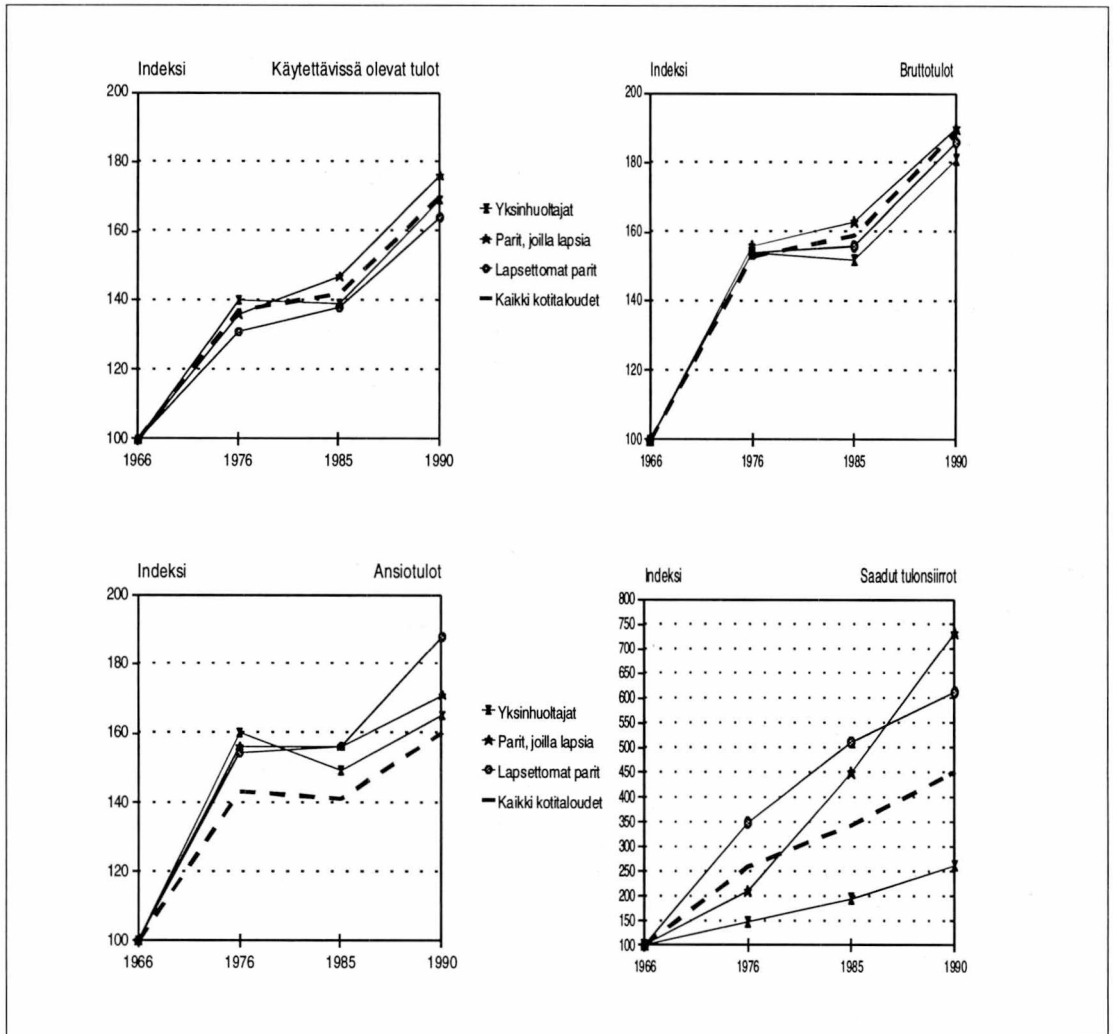 Indeksi Käytettävissä olevat tulot
200
180
160
140
120
100
1966 1976 1985 1990
Yksinhuoltajat
Parit, joilla lapsia
Lapsettomat parit
Kaikki kotitaloudet
Indeksi Bruttotulot
200
180
160
140
120
100
1966 1976 1985 1990
Indeksi Ansiotulot
200
180
160
140
120
100
1966 1976 1985 1990
Yksinhuoltajat
Parit, joilla lapsia
Lapsettomat parit
Kaikki kotitaloudet
Indeksi Saadut tulonsiirrot
800
750
700
650
600
550
500
450
400
350
300
250
200
150
100
1966 1976 1985 1990